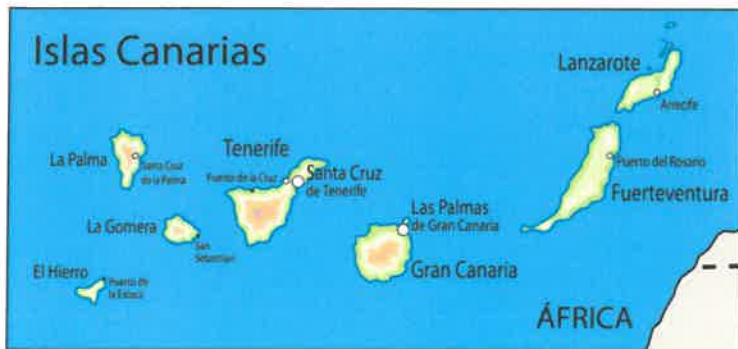 Islas Canarias
Lanzarote
Arrecife
La Palma
Santa Cruz
de la Palma
Tenerife
Puerto de la Cruz
Santa Cruz
de Tenerife
Puerto del Rosario
Fuerteventura
La Gomera
San
Sebastián
Las Palmas
de Gran Canaria
El Hierro
Puerto de
la Estaca
Gran Canaria
ÁFRICA